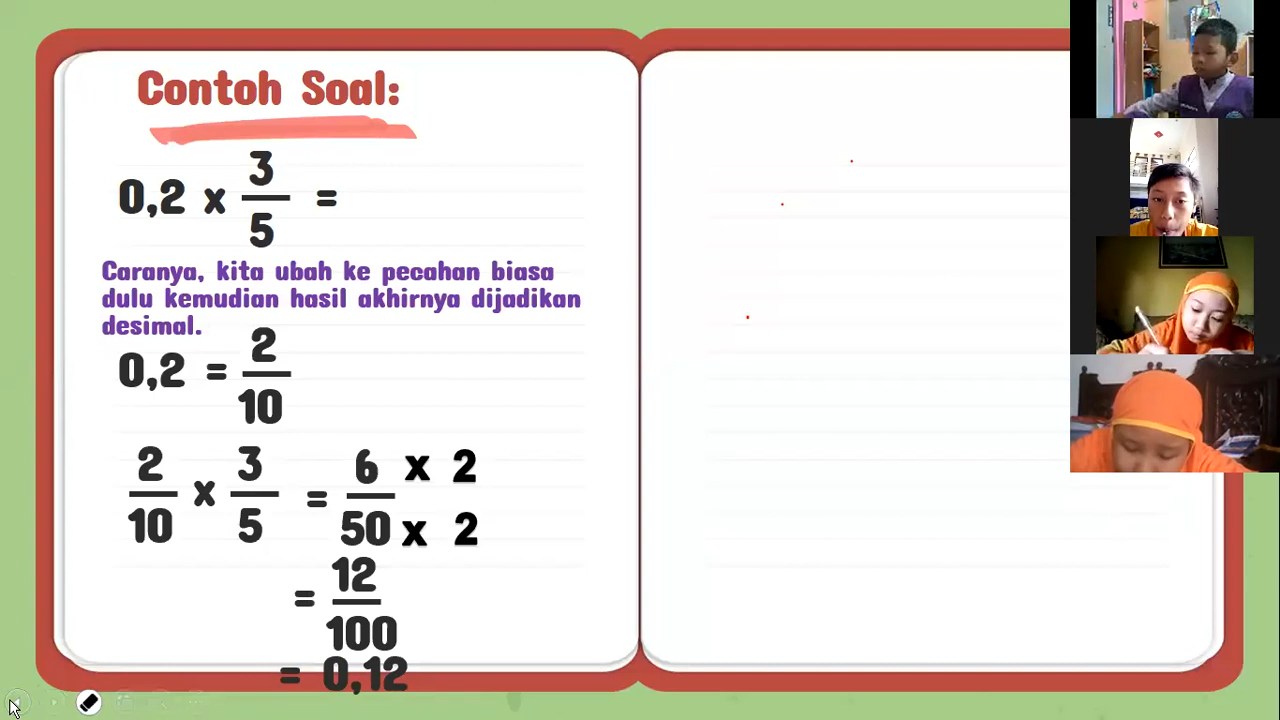 Contoh Soal:
0,2 x 3/5 =
Caranya, kita ubah ke pecahan biasa
dulu kemudian hasil akhirnya dijadikan
desimal.
0,2 = 2/10
2/10 x 3/5 = 6/50 x 2 / x 2
= 12/100
= 0,12